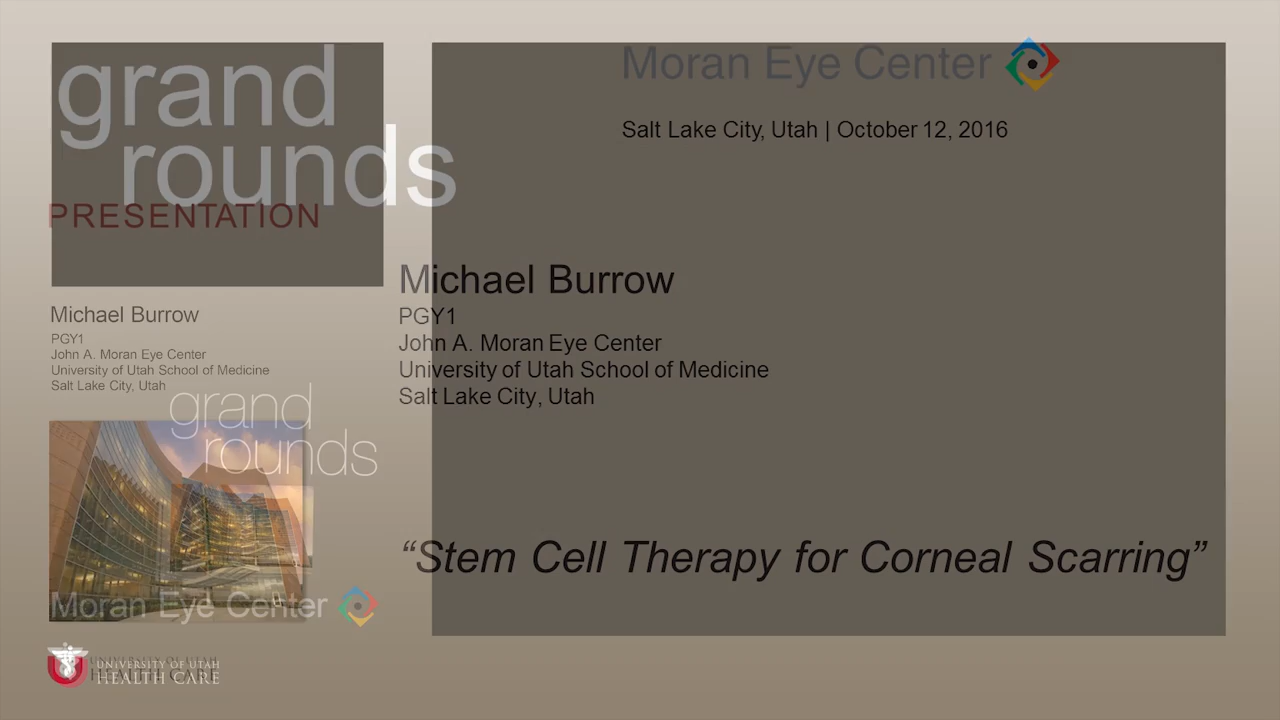 grand
rounds
PRESENTATION
Moran Eye Center
Salt Lake City, Utah | October 12, 2016
Michael Burrow
PGY1
John A. Moran Eye Center
University of Utah School of Medicine
Salt Lake City, Utah
Michael Burrow
PGY1
John A. Moran Eye Center
University of Utah School of Medicine
Salt Lake City, Utah
grand
rounds
“Stem Cell Therapy for Corneal Scarring”
Moran Eye Center
UNIVERSITY OF UTAH
HEALTH CARE